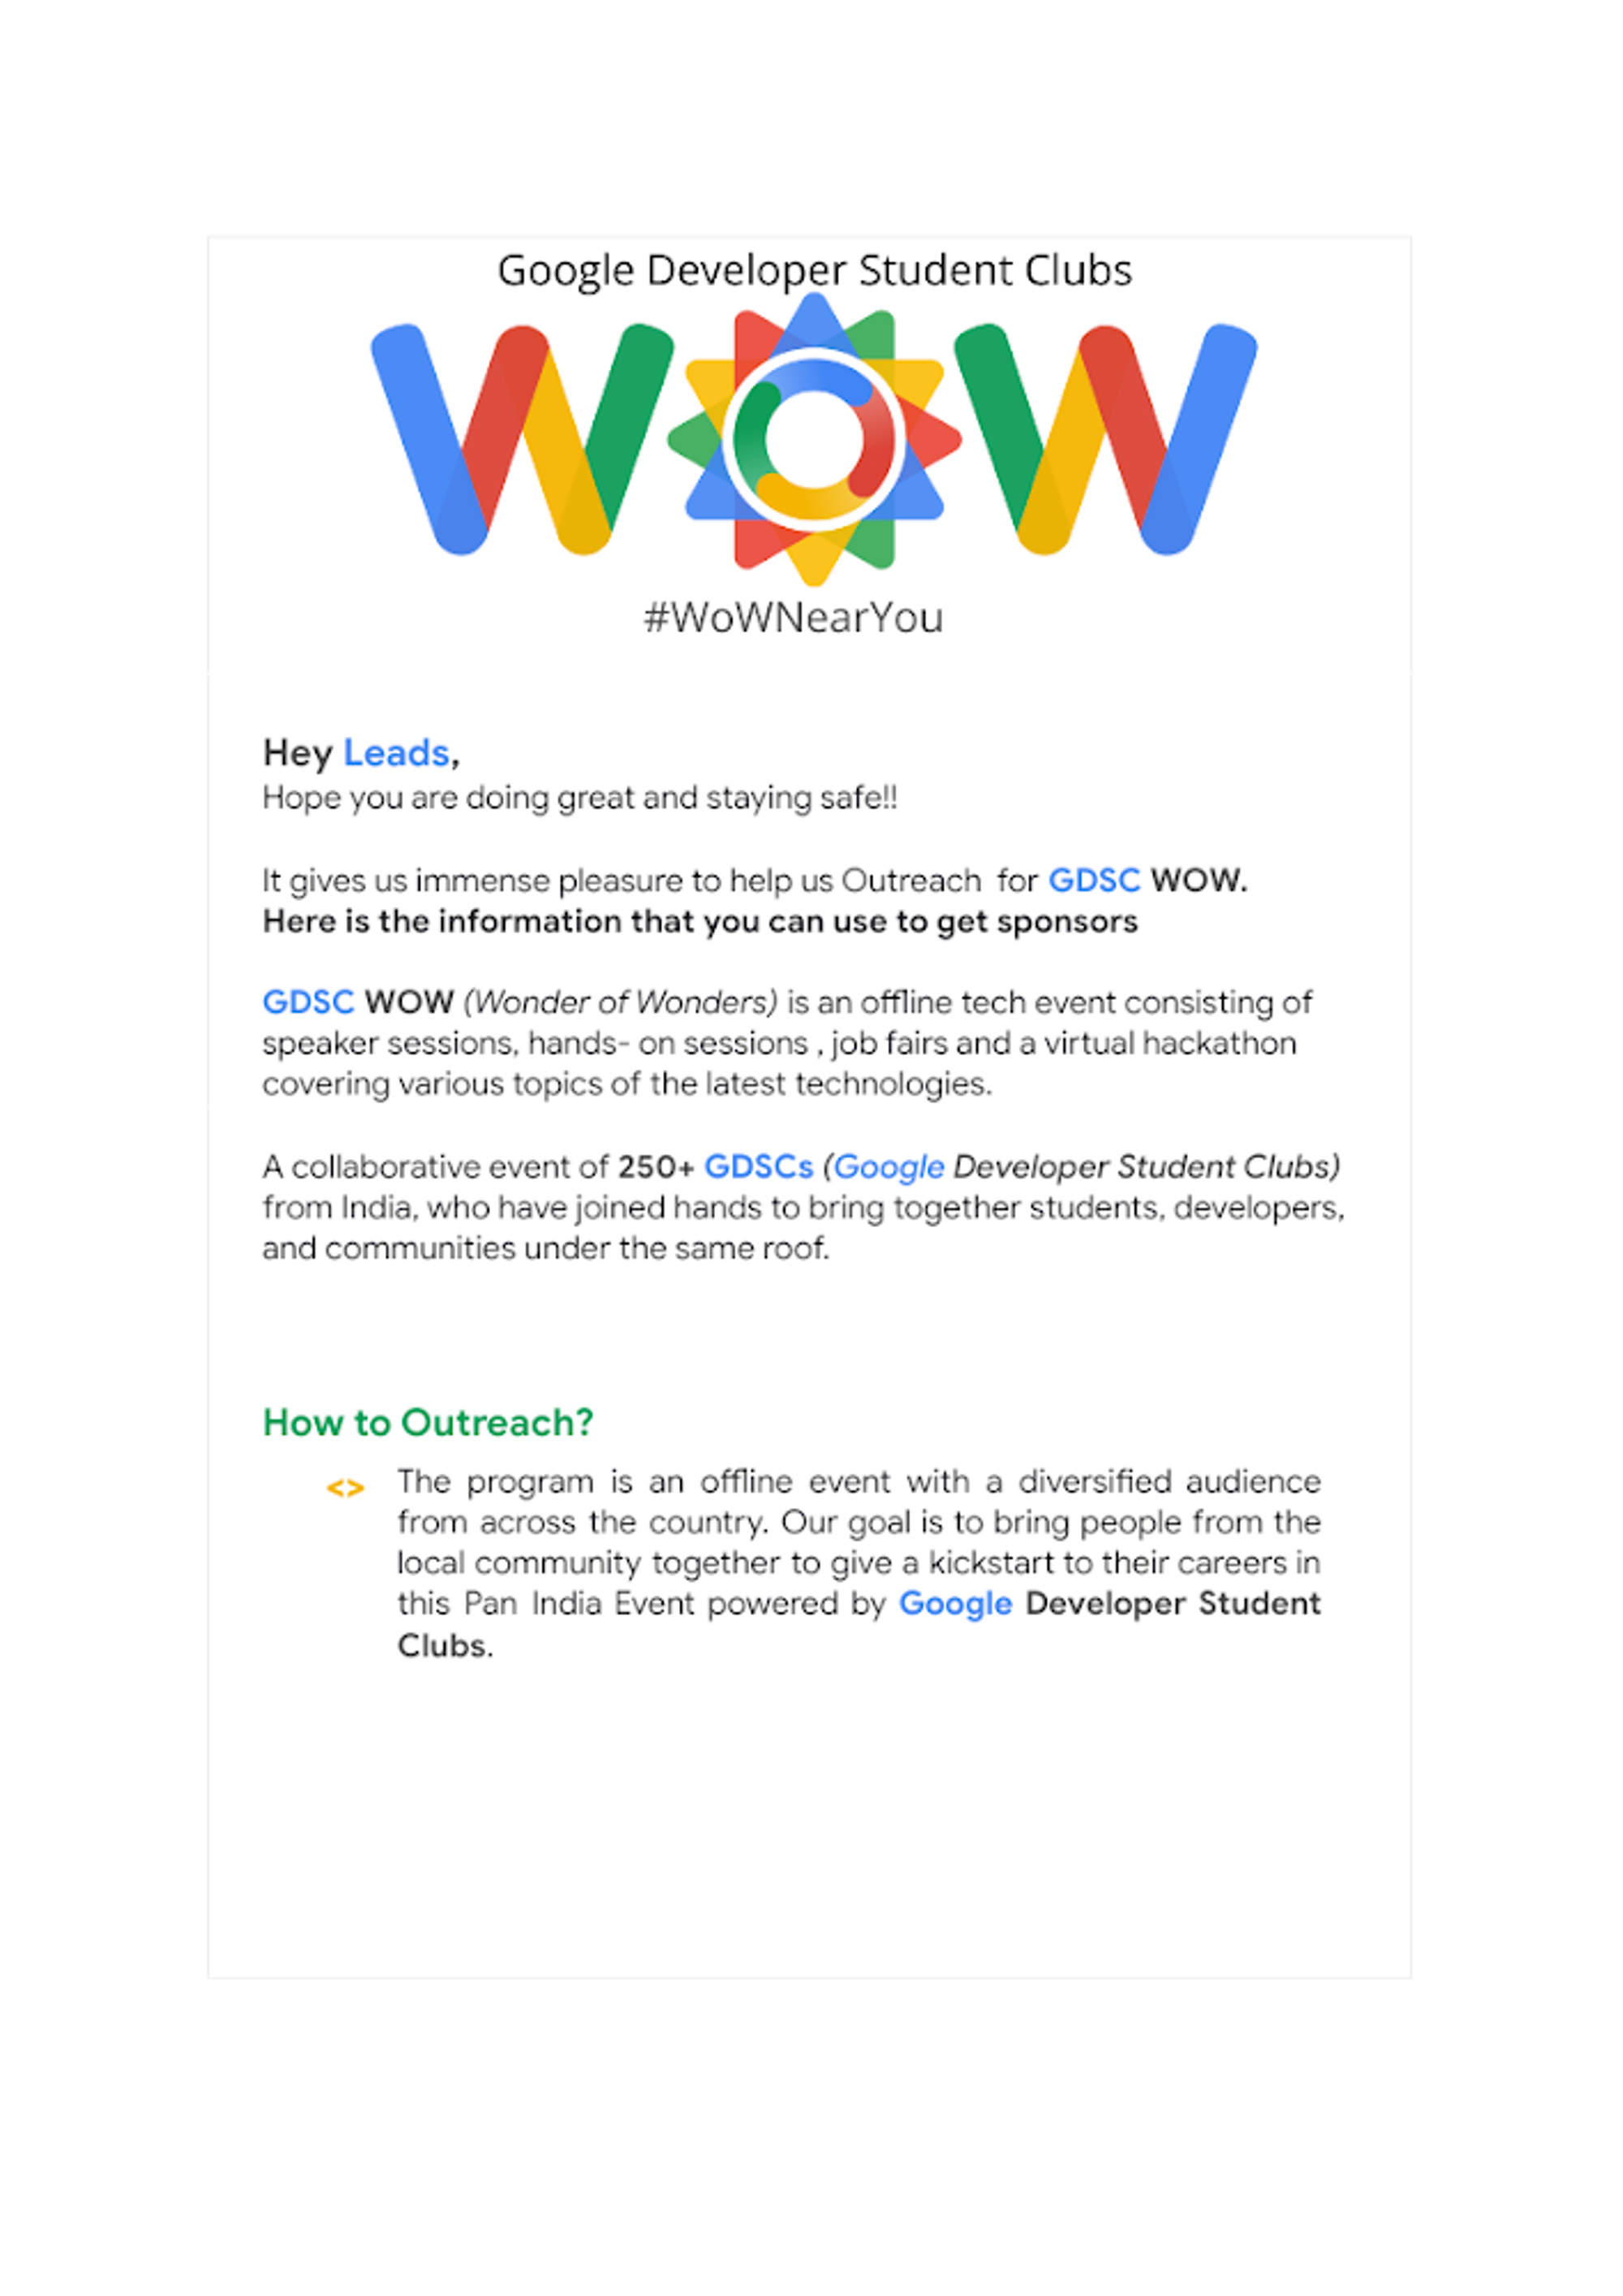 Google Developer Student Clubs
WOW
#WoWNearYou
Hey Leads,
Hope you are doing great and staying safe!!
It gives us immense pleasure to help us Outreach for GDSC WOW.
Here is the information that you can use to get sponsors
GDSC WOW (Wonder of Wonders) is an offline tech event consisting of
speaker sessions, hands- on sessions , job fairs and a virtual hackathon
covering various topics of the latest technologies.
A collaborative event of 250+ GDSCs (Google Developer Student Clubs)
from India, who have joined hands to bring together students, developers,
and communities under the same roof.
How to Outreach?
<> The program is an offline event with a diversified audience
from across the country. Our goal is to bring people from the
local community together to give a kickstart to their careers in
this Pan India Event powered by Google Developer Student
Clubs.